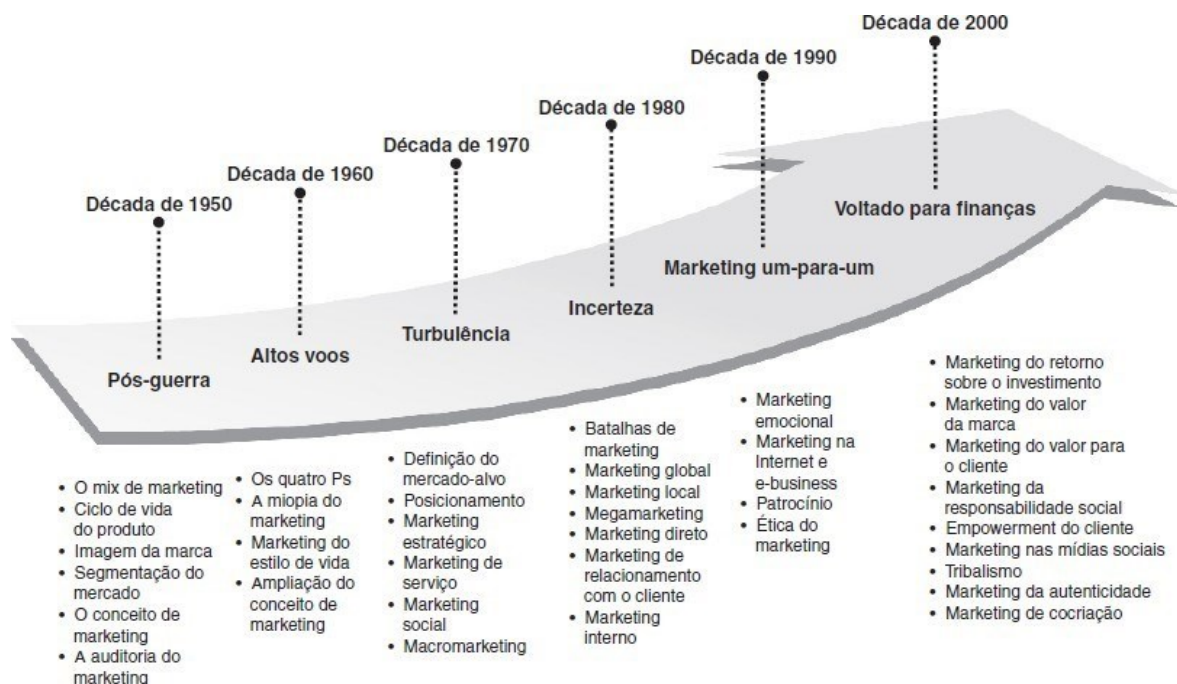 Década de 1950
Pós-guerra
• O mix de marketing
• Ciclo de vida
do produto
• Imagem da marca
• Segmentação do
mercado
• O conceito de
marketing
• A auditoria do
marketing
Década de 1960
Altos voos
• Os quatro Ps
• A miopia do
marketing
• Marketing do
estilo de vida
• Ampliação do
conceito de
marketing
Década de 1970
Turbulência
• Definição do
mercado-alvo
• Posicionamento
• Marketing
estratégico
• Marketing de
serviço
• Marketing
social
• Macromarketing
Década de 1980
Incerteza
• Batalhas de
marketing
• Marketing global
• Marketing local
• Megamarketing
• Marketing direto
• Marketing de
relacionamento
com o cliente
• Marketing
interno
Década de 1990
Marketing um-para-um
• Marketing
emocional
• Marketing na
Internet e
e-business
• Patrocínio
• Ética do
marketing
Década de 2000
Voltado para finanças
• Marketing do retorno
sobre o investimento
• Marketing do valor
da marca
• Marketing do valor para
o cliente
• Marketing da
responsabilidade social
• Empowerment do cliente
• Marketing nas mídias sociais
• Tribalismo
• Marketing da autenticidade
• Marketing de cocriação